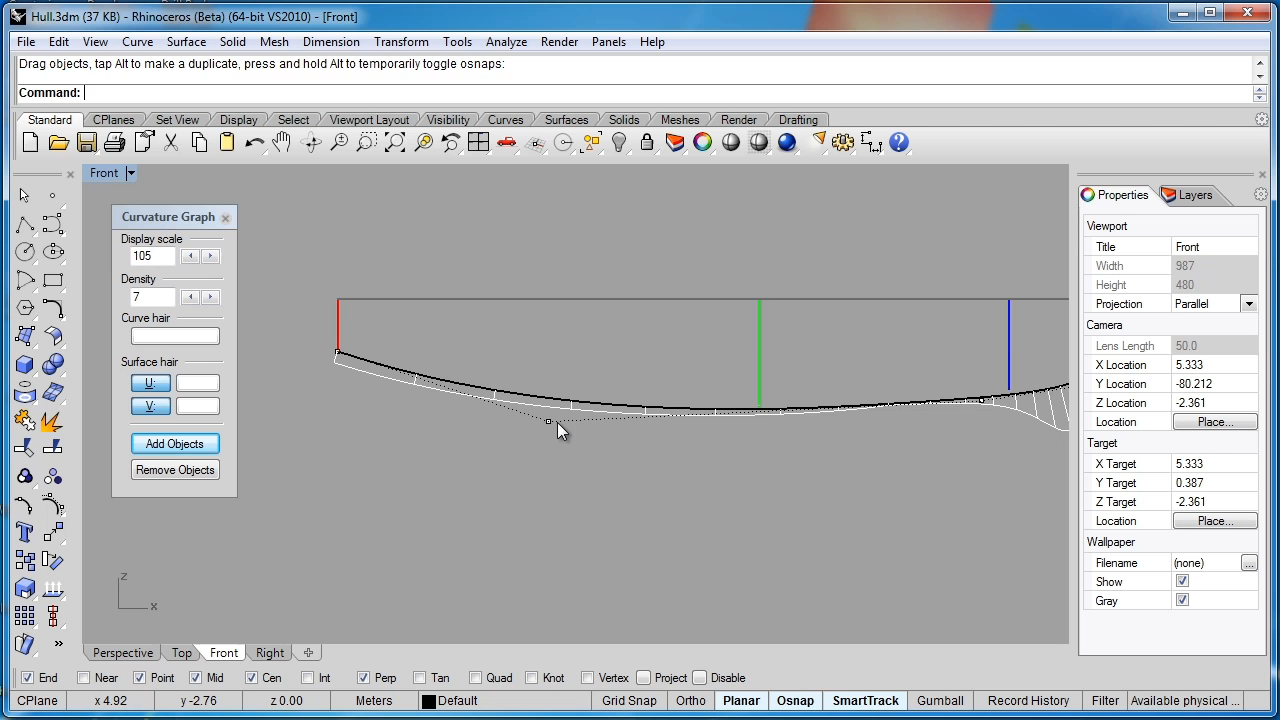 Hull.3dm (37 KB) - Rhinoceros (Beta) (64-bit VS2010) - [Front]
File Edit View Curve Surface Solid Mesh Dimension Transform Tools Analyze Render Panels Help
Drag objects, tap Alt to make a duplicate, press and hold Alt to temporarily toggle osnaps:
Command:
Standard CPlanes Set View Display Select Viewport Layout Visibility Curves Surfaces Solids Meshes Render Drafting
Front
Curvature Graph
Display scale
105
Density
7
Curve hair
Surface hair
U:
V:
Add Objects
Remove Objects
z
x
Properties Layers
Viewport
Title Front
Width 987
Height 480
Projection Parallel
Camera
Lens Length 50.0
X Location 5.333
Y Location -80.212
Z Location -2.361
Location Place...
Target
X Target 5.333
Y Target 0.387
Z Target -2.361
Location Place...
Wallpaper
Filename (none) ...
Show
Gray
Perspective Top Front Right
End Near Point Mid Cen Int Perp Tan Quad Knot Vertex Project Disable
CPlane x 4.92 y -2.76 z 0.00 Meters Default Grid Snap Ortho Planar Osnap SmartTrack Gumball Record History Filter Available physical ...